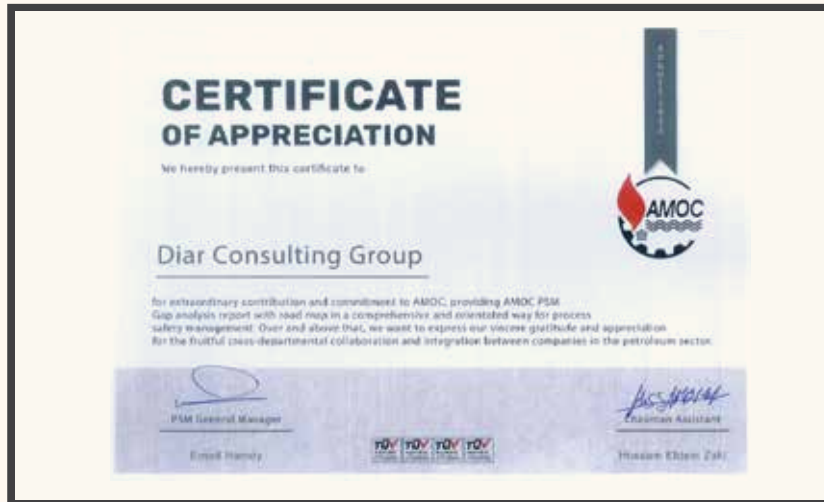 CERTIFICATE
OF APPRECIATION
We hereby present this certificate to
AMOC
Diar Consulting Group
for extraordinary contribution and commitment to AMOC, providing AMOC PSM
Gap analysis report with road map in a comprehensive and orientated way for process
safety management. Over and above that, we want to express our sincere gratitude and appreciation
for the fruitful cross-departmental collaboration and integration between companies in the petroleum sector.
PSM General Manager
Chairman Assistant
TÜV TÜV TÜV TÜV
Hamdy
Hossam Zaki